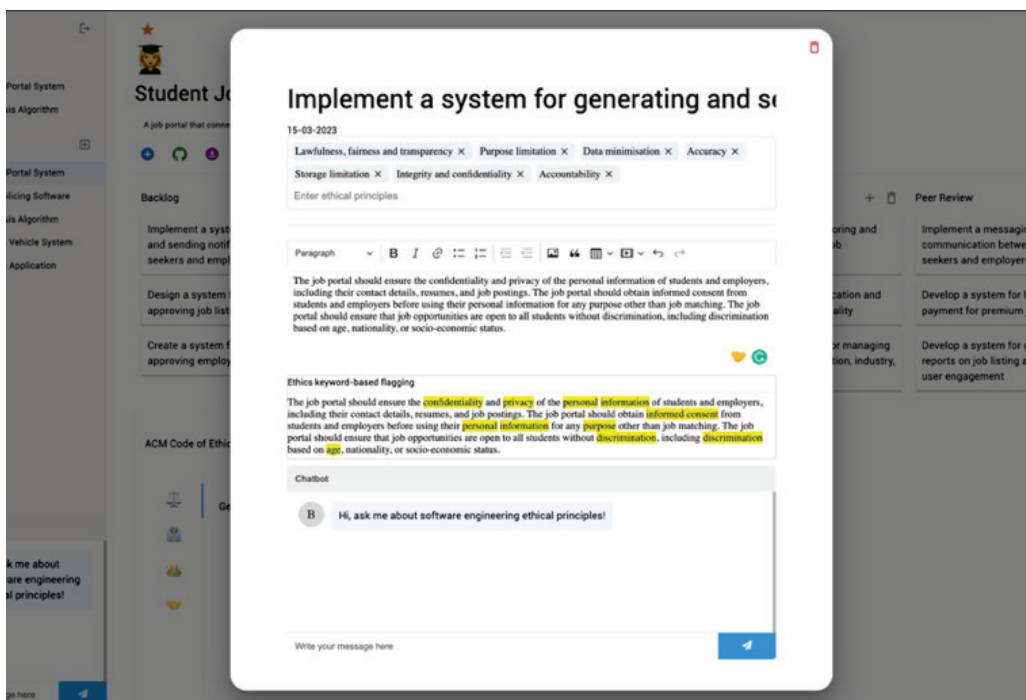 Portal System
is Algorithm
Portal System
licing Software
is Algorithm
Vehicle System
Application
k me about
are engineering
al principles!
ge here
Student Jo
A job portal that conne
Backlog
Implement a syst
and sending notif
seekers and empl
Design a system
approving job list
Create a system f
approving employ
ACM Code of Ethic
Ge
Implement a system for generating and se
15-03-2023
Lawfulness, fairness and transparency × Purpose limitation × Data minimisation × Accuracy ×
Storage limitation × Integrity and confidentiality × Accountability ×
Enter ethical principles
Paragraph
The job portal should ensure the confidentiality and privacy of the personal information of students and employers,
including their contact details, resumes, and job postings. The job portal should obtain informed consent from
students and employers before using their personal information for any purpose other than job matching. The job
portal should ensure that job opportunities are open to all students without discrimination, including discrimination
based on age, nationality, or socio-economic status.
Ethics keyword-based flagging
The job portal should ensure the confidentiality and privacy of the personal information of students and employers,
including their contact details, resumes, and job postings. The job portal should obtain informed consent from
students and employers before using their personal information for any purpose other than job matching. The job
portal should ensure that job opportunities are open to all students without discrimination, including discrimination
based on age, nationality, or socio-economic status.
Chatbot
B Hi, ask me about software engineering ethical principles!
Write your message here
oring and
ob
cation and
ality
or managing
tion, industry,
Peer Review
Implement a messagin
communication betwe
seekers and employers
Develop a system for h
payment for premium
Develop a system for g
reports on job listing a
user engagement